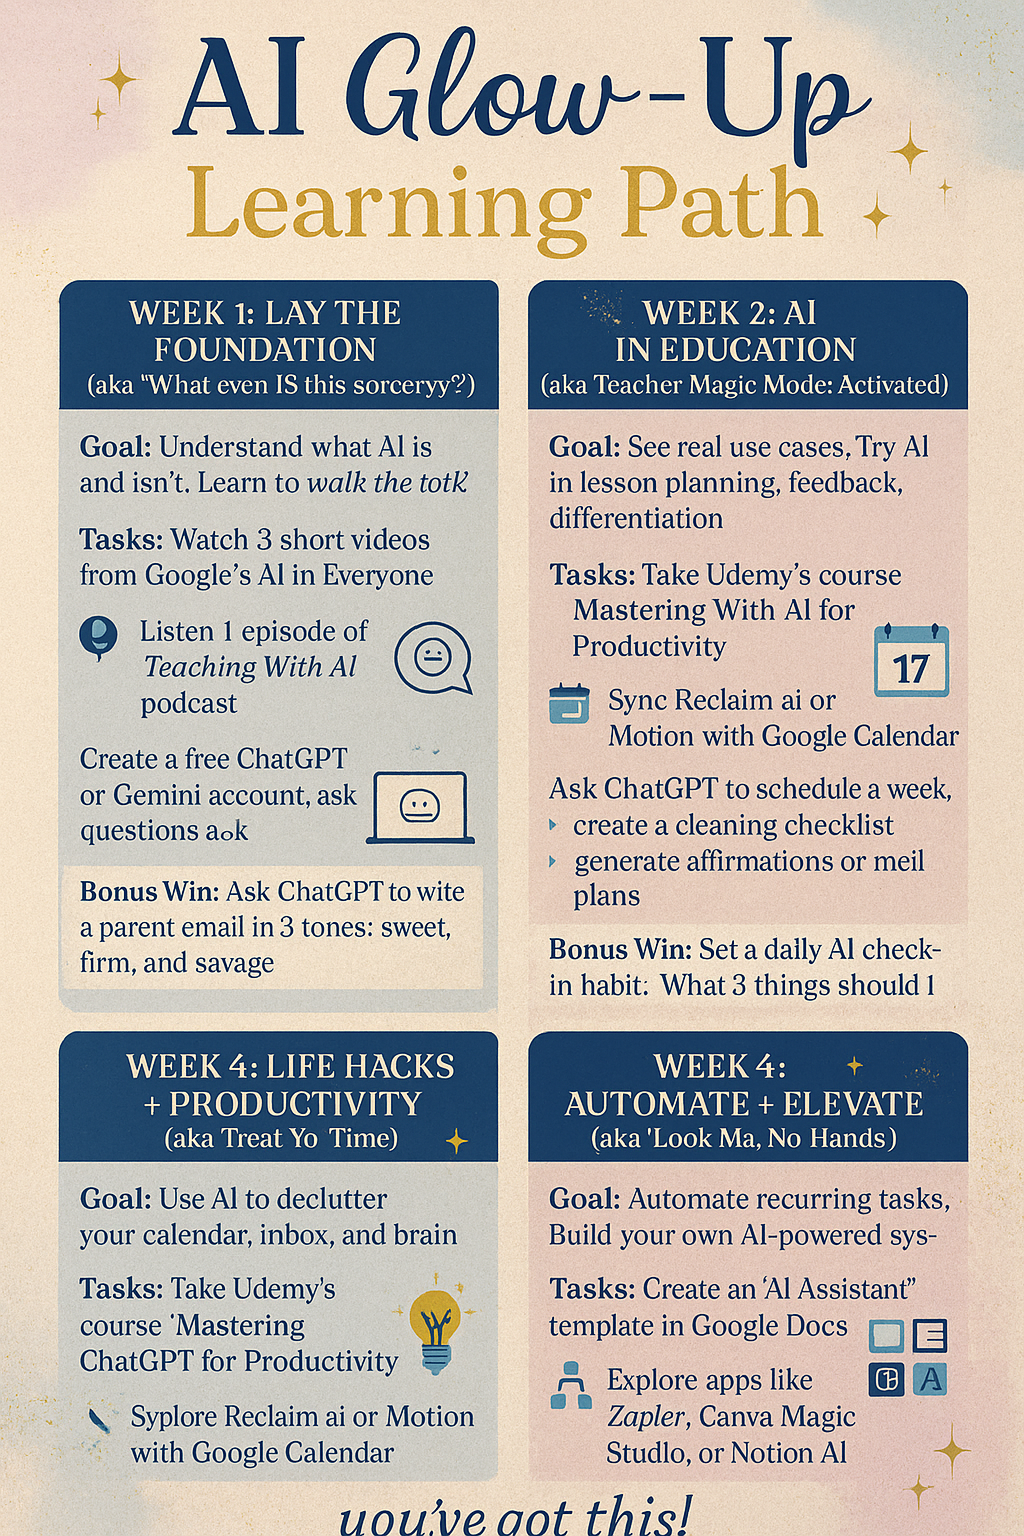 AI Glow-Up
Learning Path
WEEK 1: LAY THE
FOUNDATION
(aka "What even IS this sorceryy?')
Goal: Understand what AI is
and isn't. Learn to walk the totk'
Tasks: Watch 3 short videos
from Google's AI in Everyone
Listen 1 episode of
Teaching With AI
podcast
Create a free ChatGPT
or Gemini account, ask
questions aok
Bonus Win: Ask ChatGPT to wite
a parent email in 3 tones: sweet,
firm, and savage
WEEK 2: AI
IN EDUCATION
(aka Teacher Magic Mode: Activated)
Goal: See real use cases, Try AI
in lesson planning, feedback,
differentiation
Tasks: Take Udemy's course
Mastering With AI for
Productivity
17
Sync Reclaim ai or
Motion with Google Calendar
Ask ChatGPT to schedule a week,
create a cleaning checklist
generate affirmations or meil
plans
Bonus Win: Set a daily AI check-
in habit: What 3 things should 1
WEEK 4: LIFE HACKS
+ PRODUCTIVITY
(aka Treat Yo Time)
Goal: Use AI to declutter
your calendar, inbox, and brain
Tasks: Take Udemy's
course 'Mastering
ChatGPT for Productivity
Syplore Reclaim ai or Motion
with Google Calendar
WEEK 4:
AUTOMATE + ELEVATE
(aka 'Look Ma, No Hands)
Goal: Automate recurring tasks,
Build your own AI-powered sys-
Tasks: Create an 'AI Assistant"
template in Google Docs
Explore apps like
Zapler, Canva Magic
Studlo, or Notion AI
A
you've got this!